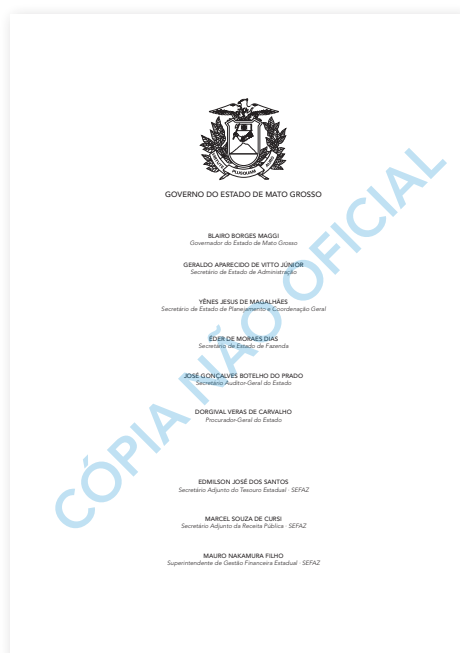 VIRTUTE PLUSQUAM AURO
GOVERNO DO ESTADO DE MATO GROSSO
BLAIRO BORGES MAGGI
Governador do Estado de Mato Grosso
GERALDO APARECIDO DE VITTO JÚNIOR
Secretário de Estado de Administração
YÊNES JESUS DE MAGALHÃES
Secretário de Estado de Planejamento e Coordenação Geral
ÉDER DE MORAES DIAS
Secretário de Estado de Fazenda
JOSÉ GONÇALVES BOTELHO DO PRADO
Secretário Auditor-Geral do Estado
DORGIVAL VERAS DE CARVALHO
Procurador-Geral do Estado
EDMILSON JOSÉ DOS SANTOS
Secretário Adjunto do Tesouro Estadual · SEFAZ
MARCEL SOUZA DE CURSI
Secretário Adjunto da Receita Pública · SEFAZ
MAURO NAKAMURA FILHO
Superintendente de Gestão Financeira Estadual · SEFAZ
CÓPIA NÃO OFICIAL